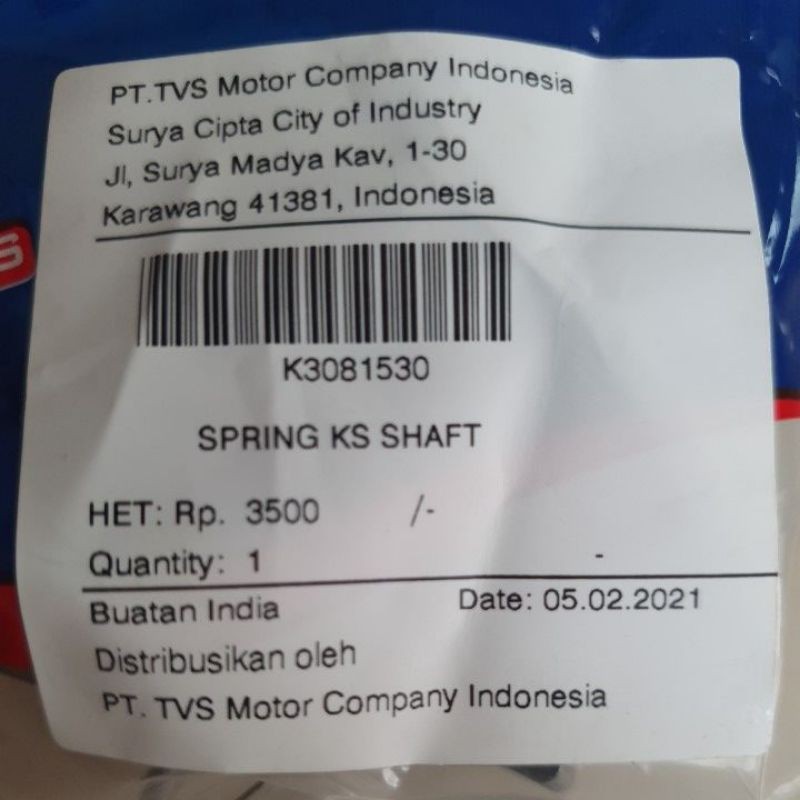 PT.TVS Motor Company Indonesia
Surya Cipta City of Industry
Jl, Surya Madya Kav, 1-30
Karawang 41381, Indonesia
K3081530
SPRING KS SHAFT
HET: Rp. 3500 /-
Quantity: 1 -
Buatan India Date: 05.02.2021
Distribusikan oleh
PT. TVS Motor Company Indonesia
S